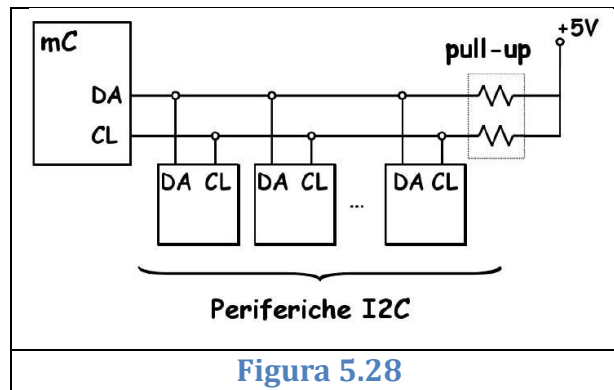 mC
+5V
pull-up
DA
CL
DA CL
DA CL
...
DA CL
Periferiche I2C
Figura 5.28